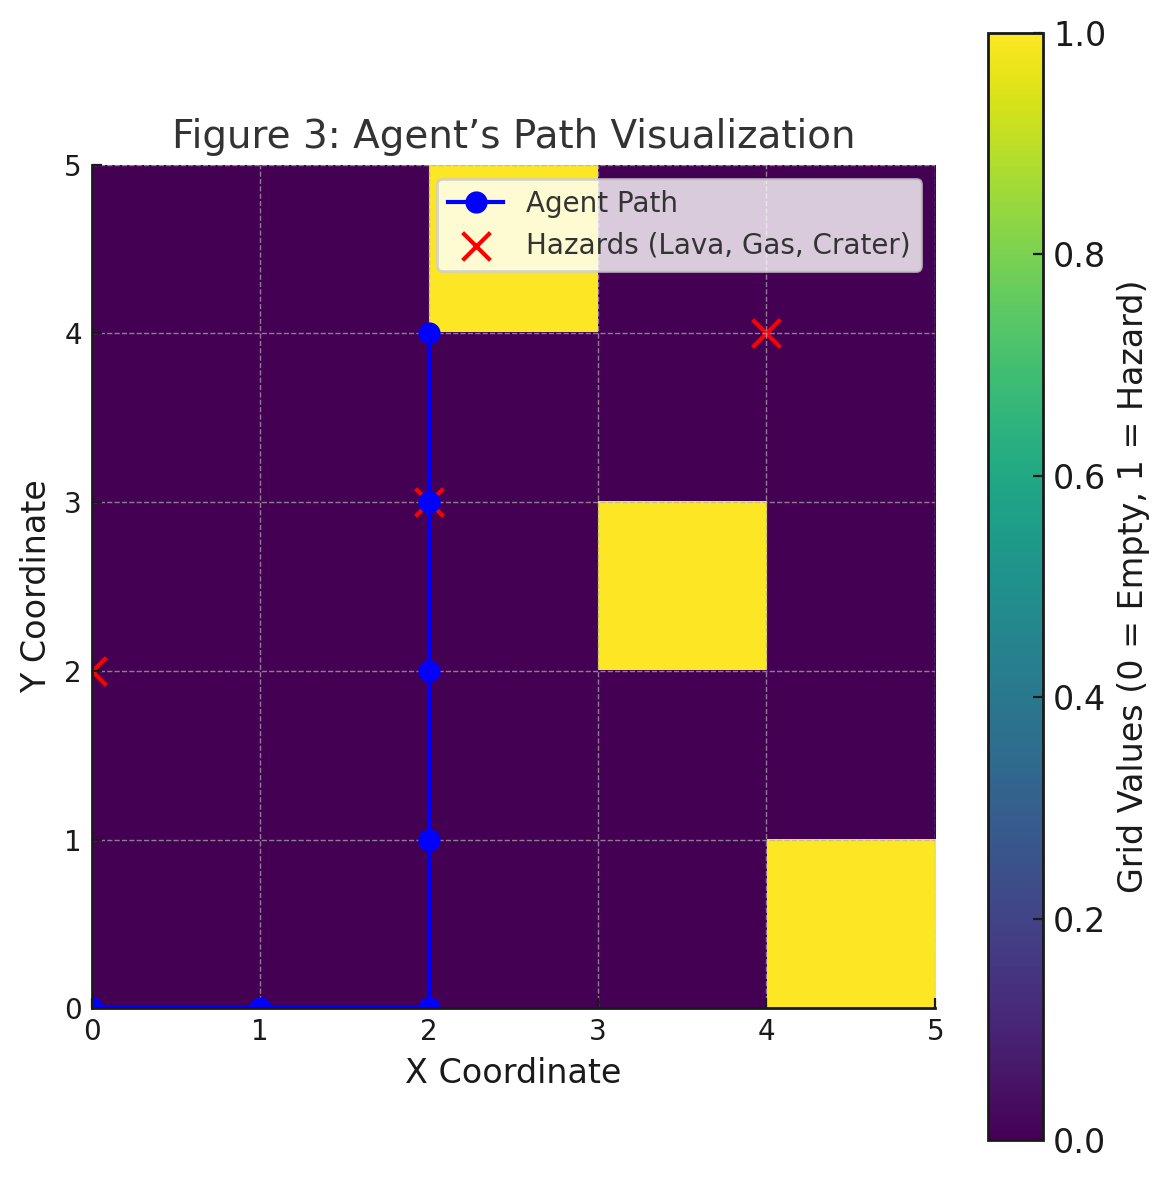 Figure 3: Agent’s Path Visualization
Agent Path
Hazards (Lava, Gas, Crater)
Y Coordinate
5
4
3
2
1
0
0 1 2 3 4 5
X Coordinate
1.0
0.8
0.6
0.4
0.2
0.0
Grid Values (0 = Empty, 1 = Hazard)